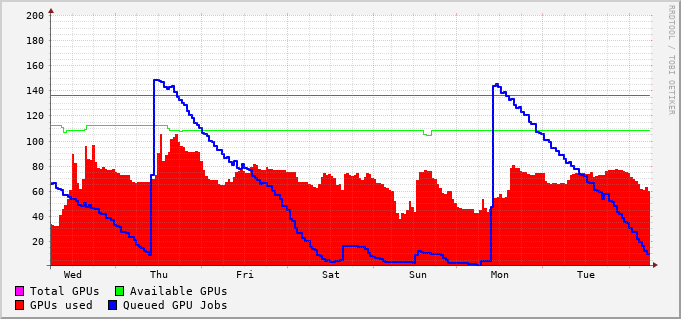 200
180
160
140
120
100
80
60
40
20
Wed Thu Fri Sat Sun Mon Tue
Total GPUs Available GPUs
GPUs used Queued GPU Jobs
RRDTOOL / TOBI OETIKER